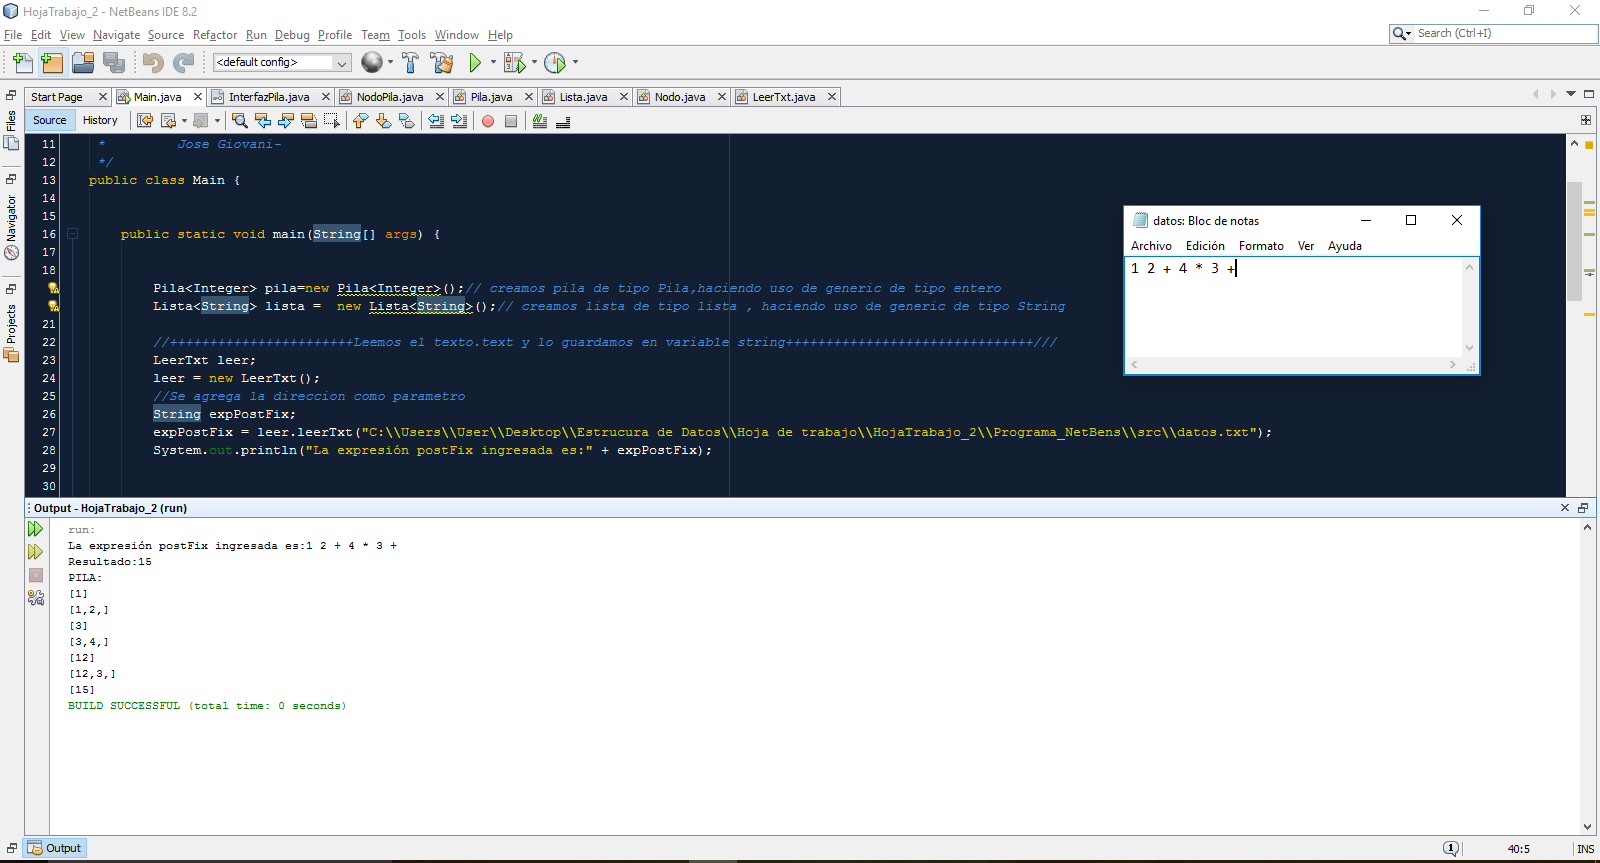 HojaTrabajo_2 - NetBeans IDE 8.2
File Edit View Navigate Source Refactor Run Debug Profile Team Tools Window Help
Search (Ctrl+I)
<default config>
Start Page Main.java InterfazPila.java NodoPila.java Pila.java Lista.java Nodo.java LeerTxt.java
Source History
Files
Navigator
Projects
11 * Jose Giovani-
12 */
13 public class Main {
14
15
16 public static void main(String[] args) {
17
18
Pila<Integer> pila=new Pila<Integer>();// creamos pila de tipo Pila,haciendo uso de generic de tipo entero
Lista<String> lista = new Lista<String>();// creamos lista de tipo lista , haciendo uso de generic de tipo String
21
22 //+++++++++++++++++++++++Leemos el texto.text y lo guardamos en variable string+++++++++++++++++++++++++++++++///
23 LeerTxt leer;
24 leer = new LeerTxt();
25 //Se agrega la direccion como parametro
26 String expPostFix;
27 expPostFix = leer.leerTxt("C:\\Users\\User\\Desktop\\Estrucura de Datos\\Hoja de trabajo\\HojaTrabajo_2\\Programa_NetBens\\src\\datos.txt");
28 System.out.println("La expresión postFix ingresada es:" + expPostFix);
29
30
datos: Bloc de notas
Archivo Edición Formato Ver Ayuda
1 2 + 4 * 3 +
Output - HojaTrabajo_2 (run)
run:
La expresión postFix ingresada es:1 2 + 4 * 3 +
Resultado:15
PILA:
[1]
[1,2,]
[3]
[3,4,]
[12]
[12,3,]
[15]
BUILD SUCCESSFUL (total time: 0 seconds)
Output
1
40:5
INS